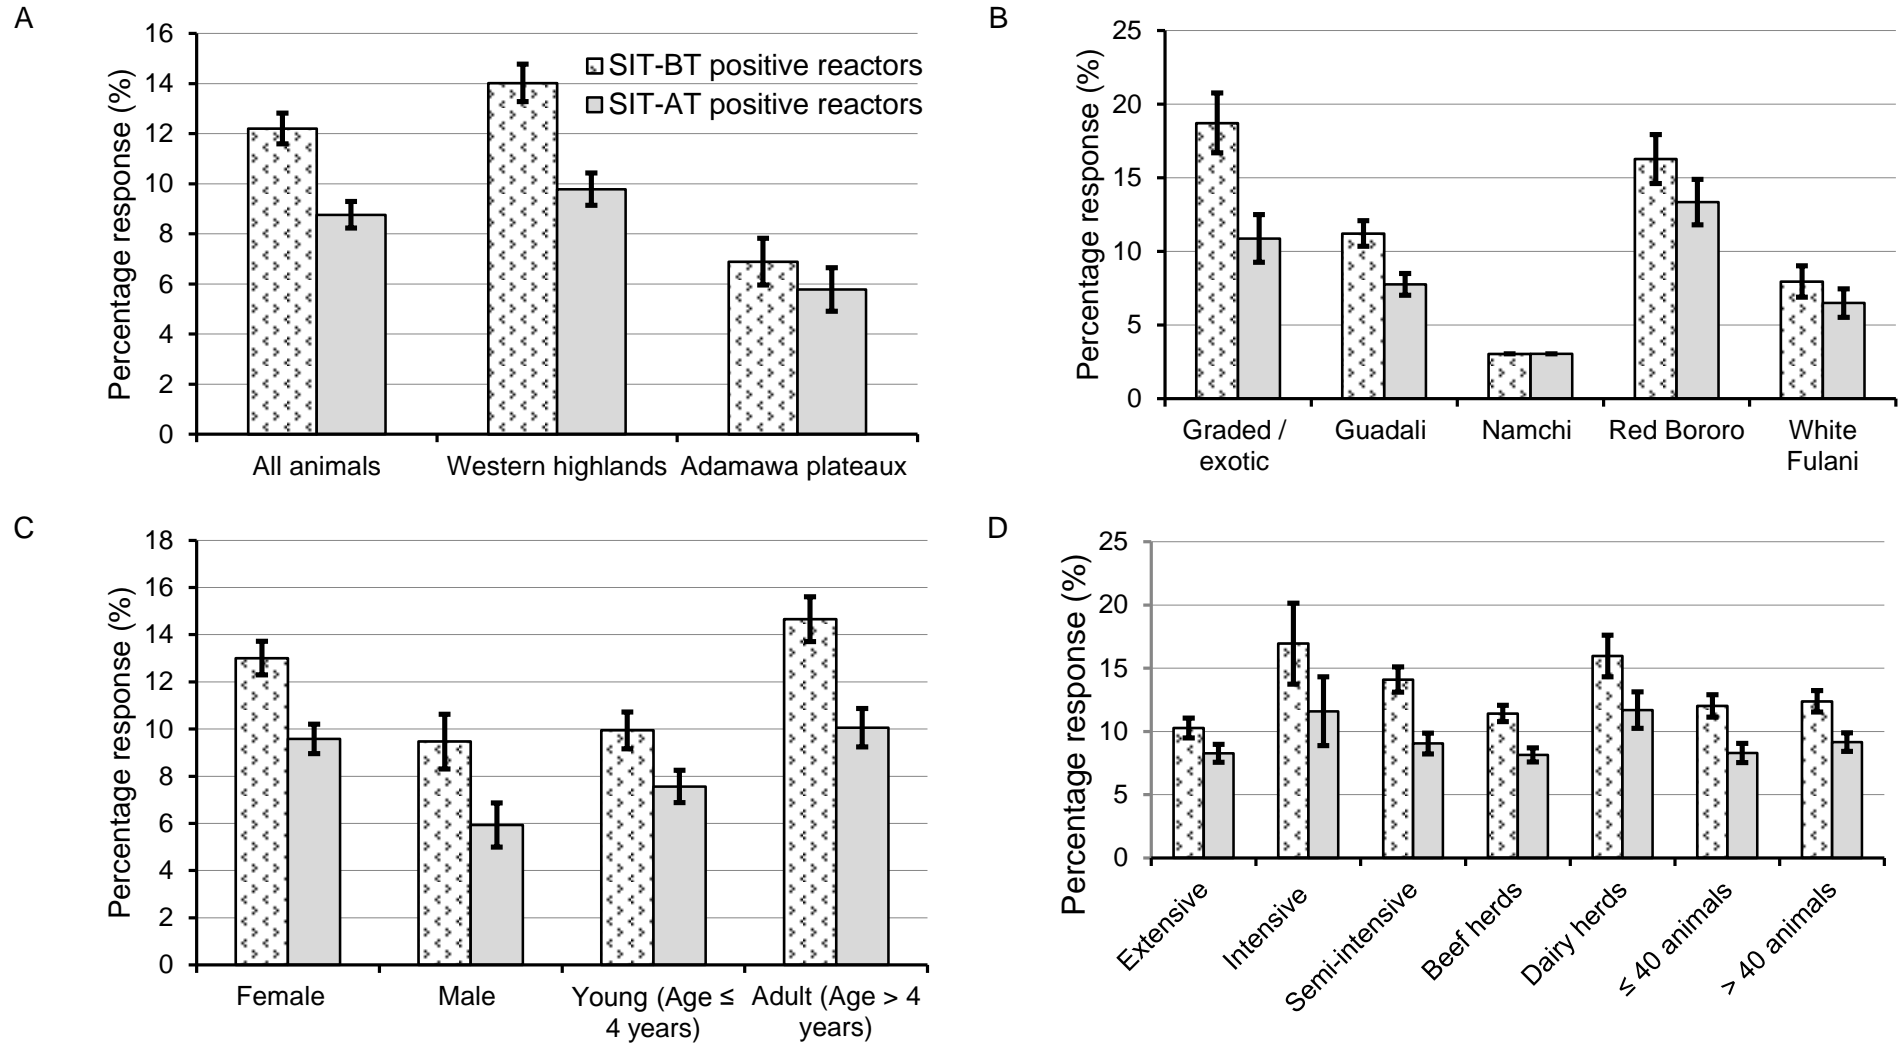 A
Percentage response (%)
16
14
12
10
8
6
4
2
0
SIT-BT positive reactors
SIT-AT positive reactors
All animals
Western highlands
Adamawa plateaux
B
Percentage response (%)
25
20
15
10
5
0
Graded /
exotic
Guadali
Namchi
Red Bororo
White
Fulani
C
Percentage response (%)
18
16
14
12
10
8
6
4
2
0
Female
Male
Young (Age ≤
4 years)
Adult (Age > 4
years)
D
Percentage response (%)
25
20
15
10
5
0
Extensive
Intensive
Semi-intensive
Beef herds
Dairy herds
≤ 40 animals
> 40 animals